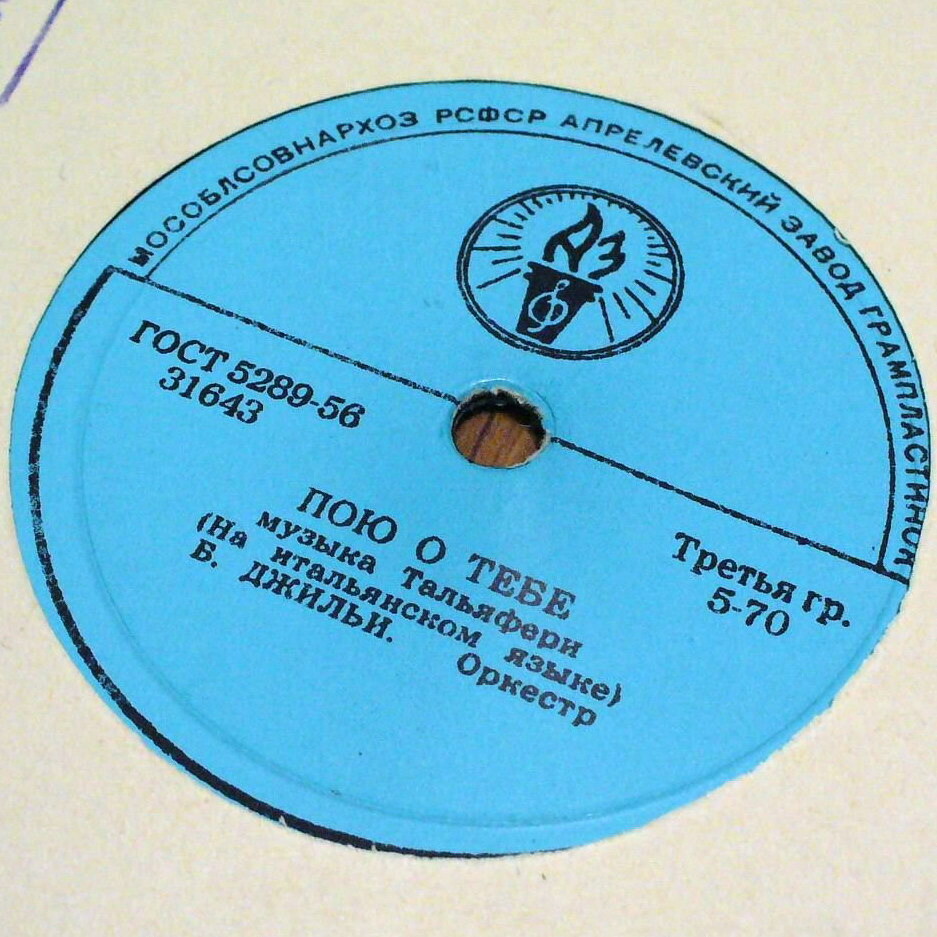 МОСОБЛСОВНАРХОЗ РСФСР АПРЕЛЕВСКИЙ ЗАВОД ГРАМПЛАСТИНОК
АЗ
ГОСТ 5289-56
31643
Третья гр.
5-70
ПОЮ О ТЕБЕ
музыка Тальяфери
(На итальянском языке)
Б. ДЖИЛЬИ. Оркестр